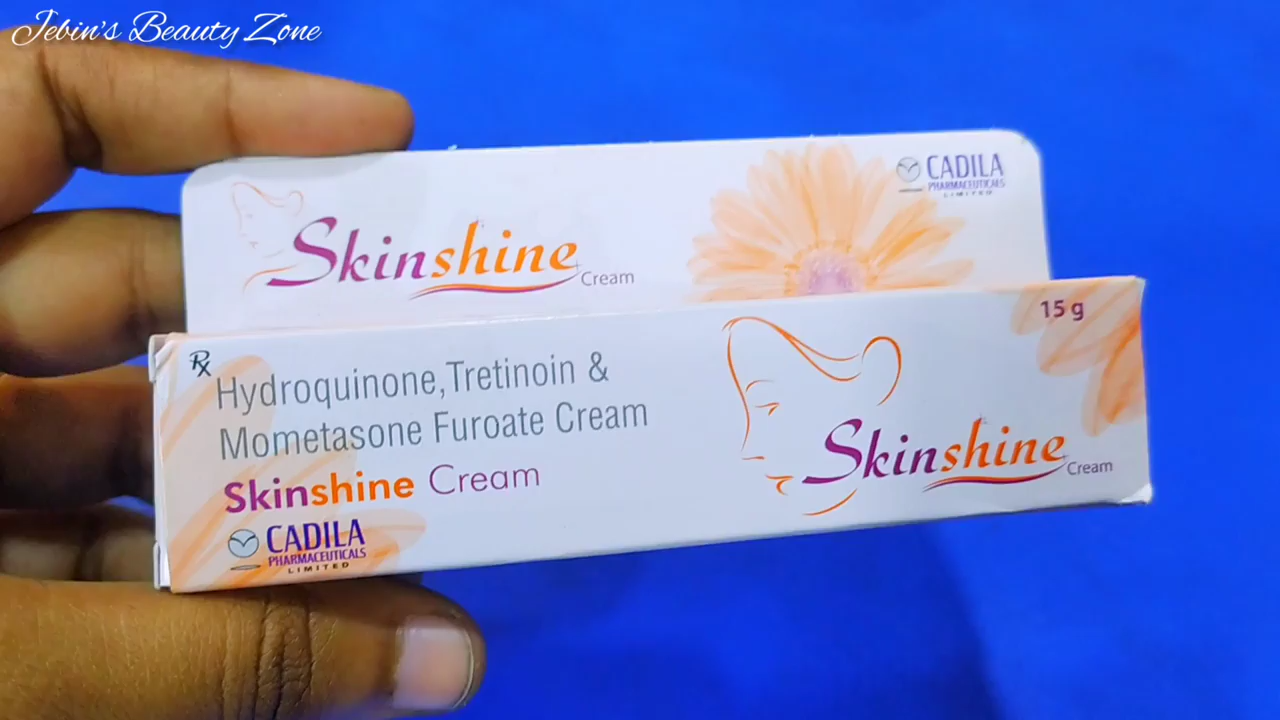 Jebin's Beauty Zone
CADILA
PHARMACEUTICALS
LIMITED
Skinshine
Cream
15 g
Rx
Hydroquinone, Tretinoin &
Mometasone Furoate Cream
Skinshine Cream
CADILA
PHARMACEUTICALS
LIMITED
Skinshine
Cream